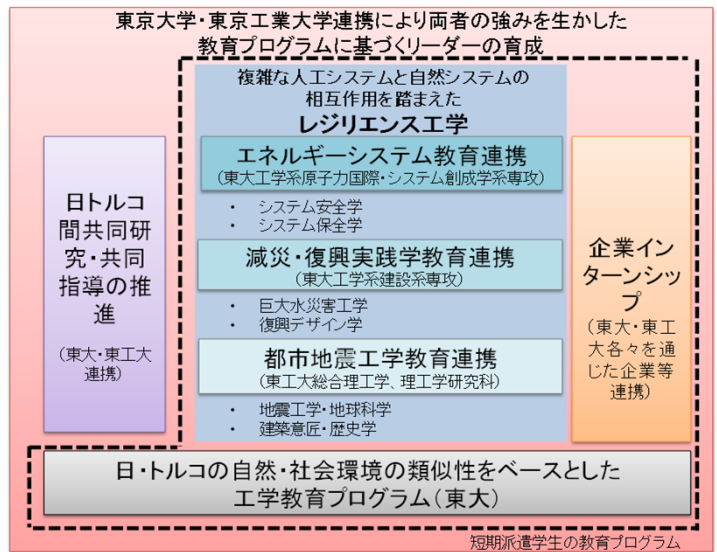 東京大学・東京工業大学連携により両者の強みを生かした
教育プログラムに基づくリーダーの育成
複雑な人工システムと自然システムの
相互作用を踏まえた
レジリエンス工学
エネルギーシステム教育連携
(東大工学系原子力国際・システム創成学系専攻)
・ システム安全学
・ システム保全学
減災・復興実践学教育連携
(東大工学系建設系専攻)
・ 巨大水災害工学
・ 復興デザイン学
都市地震工学教育連携
(東工大総合理工学、理工学研究科)
・ 地震工学・地球科学
・ 建築意匠・歴史学
日トルコ
間共同研
究・共同
指導の推
進
(東大・東工大
連携)
企業イン
ターンシッ
プ
(東大・東工
大各々を通
じた企業等
連携)
日・トルコの自然・社会環境の類似性をベースとした
工学教育プログラム(東大)
短期派遣学生の教育プログラム